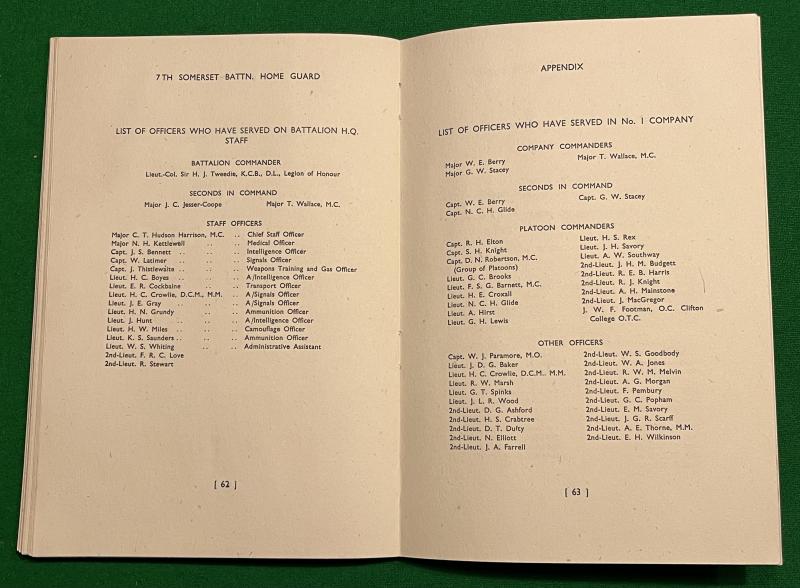 7TH SOMERSET BATTN. HOME GUARD
LIST OF OFFICERS WHO HAVE SERVED ON BATTALION H.Q.
STAFF
BATTALION COMMANDER
Lieut.-Col. Sir H. J. Tweedie, K.C.B., D.L., Legion of Honour
SECONDS IN COMMAND
Major J. C. Jesser-Coope Major T. Wallace, M.C.
STAFF OFFICERS
Major C. T. Hudson Harrison, M.C. .. Chief Staff Officer
Major N. H. Kettlewell .. .. Medical Officer
Capt. J. S. Bennett .. .. .. Intelligence Officer
Capt. W. Latimer .. .. .. Signals Officer
Capt. J. Thistlewaite .. .. .. Weapons Training and Gas Officer
Lieut. H. C. Boyes .. .. .. A/Intelligence Officer
Lieut. E. R. Cockbaine .. .. Transport Officer
Lieut. H. C. Crowlie, D.C.M., M.M. .. A/Signals Officer
Lieut. J. E. Gray .. .. .. A/Signals Officer
Lieut. H. N. Grundy .. .. Ammunition Officer
Lieut. J. Hunt .. .. .. A/Intelligence Officer
Lieut. H. W. Miles .. .. .. Camouflage Officer
Lieut. K. S. Saunders .. .. .. Ammunition Officer
Lieut. W. S. Whiting .. .. Administrative Assistant
2nd-Lieut. F. R. C. Love
2nd-Lieut. R. Stewart
[ 62 ]
APPENDIX
LIST OF OFFICERS WHO HAVE SERVED IN No. 1 COMPANY
COMPANY COMMANDERS
Major W. E. Berry Major T. Wallace, M.C.
Major G. W. Stacey
SECONDS IN COMMAND
Capt. W. E. Berry Capt. G. W. Stacey
Capt. N. C. H. Glide
PLATOON COMMANDERS
Capt. R. H. Elton
Capt. S. H. Knight
Capt. D. N. Robertson, M.C.
(Group of Platoons)
Lieut. G. C. Brooks
Lieut. F. S. G. Barnett, M.C.
Lieut. H. E. Croxall
Lieut. N. C. H. Glide
Lieut. A. Hirst
Lieut. G. H. Lewis
Lieut. H. S. Rex
Lieut. J. H. Savory
Lieut. A. W. Southway
2nd-Lieut. J. H. M. Budgett
2nd-Lieut. R. E. B. Harris
2nd-Lieut. R. J. Knight
2nd-Lieut. A. H. Mainstone
2nd-Lieut. J. MacGregor
J. W. F. Footman, O.C. Clifton
College O.T.C.
OTHER OFFICERS
Capt. W. J. Paramore, M.O.
Lieut. J. D. G. Baker
Lieut. H. C. Crowlie, D.C.M., M.M.
Lieut. R. W. Marsh
Lieut. G. T. Spinks
Lieut. J. L. R. Wood
2nd-Lieut. D. G. Ashford
2nd-Lieut. H. S. Crabtree
2nd-Lieut. D. T. Dufty
2nd-Lieut. N. Elliott
2nd-Lieut. J. A. Farrell
2nd-Lieut. W. S. Goodbody
2nd-Lieut. W. A. Jones
2nd-Lieut. R. W. M. Melvin
2nd-Lieut. A. G. Morgan
2nd-Lieut. F. Pembury
2nd-Lieut. G. C. Popham
2nd-Lieut. E. M. Savory
2nd-Lieut. J. G. R. Scarff
2nd-Lieut. A. E. Thorne, M.M.
2nd-Lieut. E. H. Wilkinson
[ 63 ]